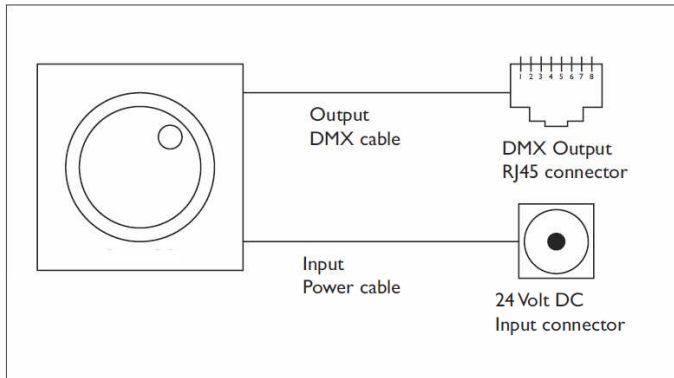 1 2 3 4 5 6 7 8
Output
DMX cable
DMX Output
RJ45 connector
Input
Power cable
24 Volt DC
Input connector